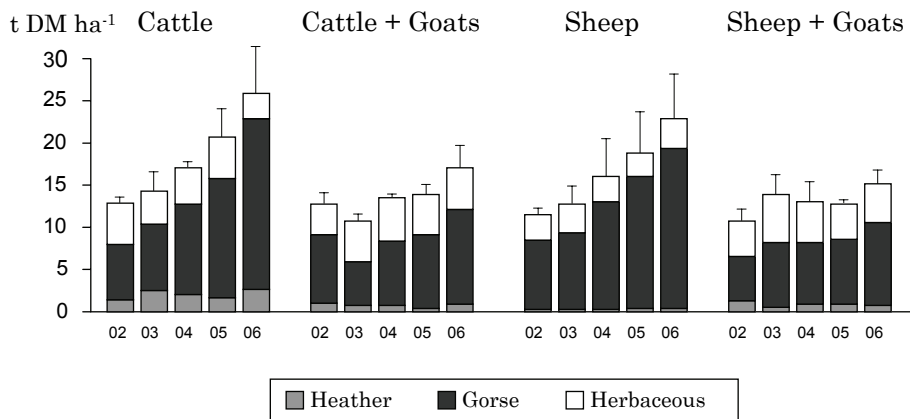 t DM ha⁻¹ Cattle Cattle + Goats Sheep Sheep + Goats
30
25
20
15
10
5
0
02 03 04 05 06 02 03 04 05 06 02 03 04 05 06 02 03 04 05 06
Heather Gorse Herbaceous